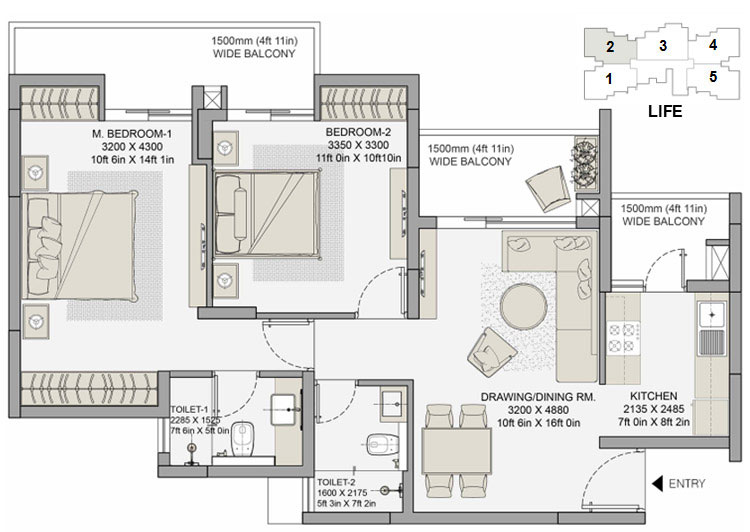 1500mm (4ft 11in)
WIDE BALCONY
2
3
4
1
5
LIFE
M. BEDROOM-1
3200 X 4300
10ft 6in X 14ft 1in
BEDROOM-2
3350 X 3300
11ft 0in X 10ft10in
1500mm (4ft 11in)
WIDE BALCONY
1500mm (4ft 11in)
WIDE BALCONY
TOILET-1
2285 X 1525
7ft 6in X 5ft 0in
DRAWING/DINING RM.
3200 X 4880
10ft 6in X 16ft 0in
KITCHEN
2135 X 2485
7ft 0in X 8ft 2in
TOILET-2
1600 X 2175
5ft 3in X 7ft 2in
ENTRY